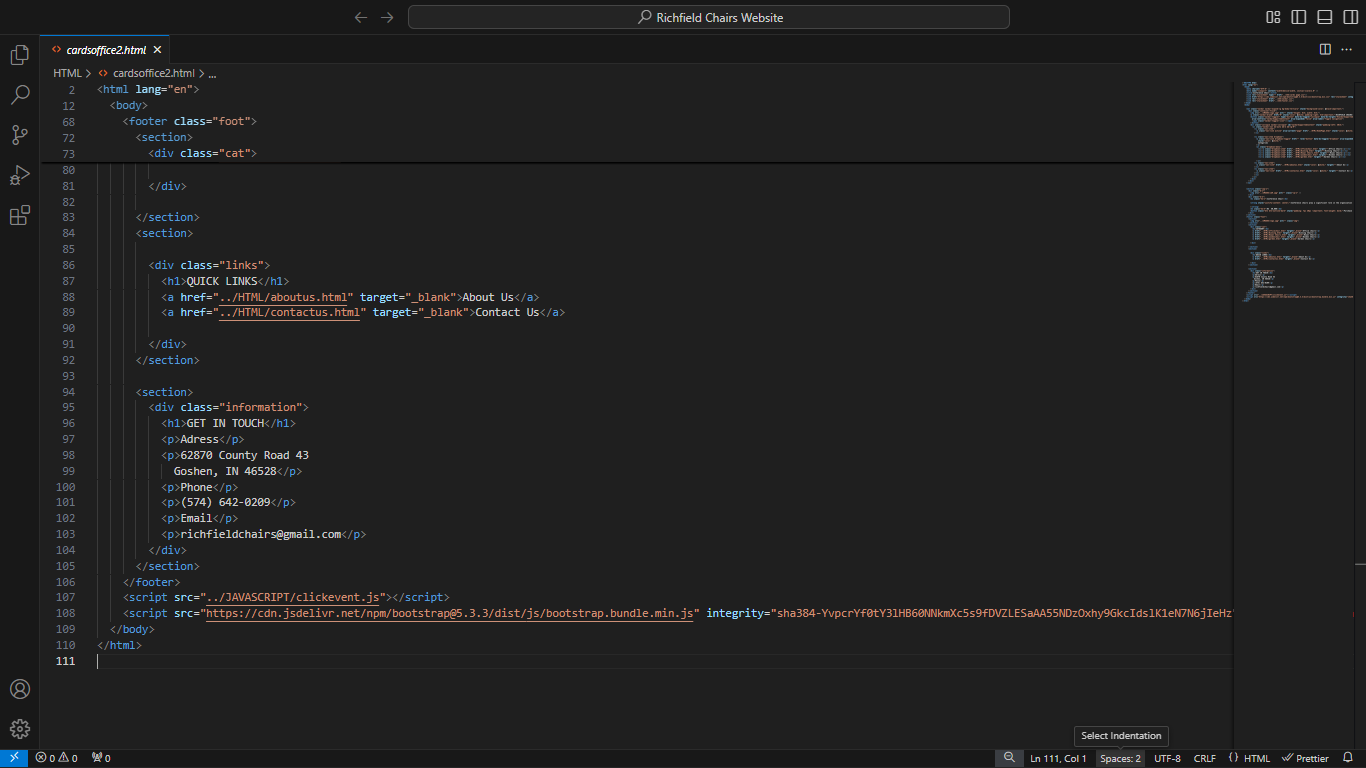 Richfield Chairs Website
cardsoffice2.html
HTML > cardsoffice2.html > ...
2 <html lang="en">
12 <body>
68 <footer class="foot">
72 <section>
73 <div class="cat">
80
81 </div>
82
83 </section>
84 <section>
85
86 <div class="links">
87 <h1>QUICK LINKS</h1>
88 <a href="../HTML/aboutus.html" target="_blank">About Us</a>
89 <a href="../HTML/contactus.html" target="_blank">Contact Us</a>
90
91 </div>
92 </section>
93
94 <section>
95 <div class="information">
96 <h1>GET IN TOUCH</h1>
97 <p>Adress</p>
98 <p>62870 County Road 43
99 Goshen, IN 46528</p>
100 <p>Phone</p>
101 <p>(574) 642-0209</p>
102 <p>Email</p>
103 <p>richfieldchairs@gmail.com</p>
104 </div>
105 </section>
106 </footer>
107 <script src="../JAVASCRIPT/clickevent.js"></script>
108 <script src="https://cdn.jsdelivr.net/npm/bootstrap@5.3.3/dist/js/bootstrap.bundle.min.js" integrity="sha384-YvpcrYf0tY3lHB60NNkmXc5s9fDVZLESaAA55NDzOxhy9GkcIdslK1eN7N6jIeHz"
109 </body>
110 </html>
111
Select Indentation
0 0 0 Ln 111, Col 1 Spaces: 2 UTF-8 CRLF {} HTML Prettier